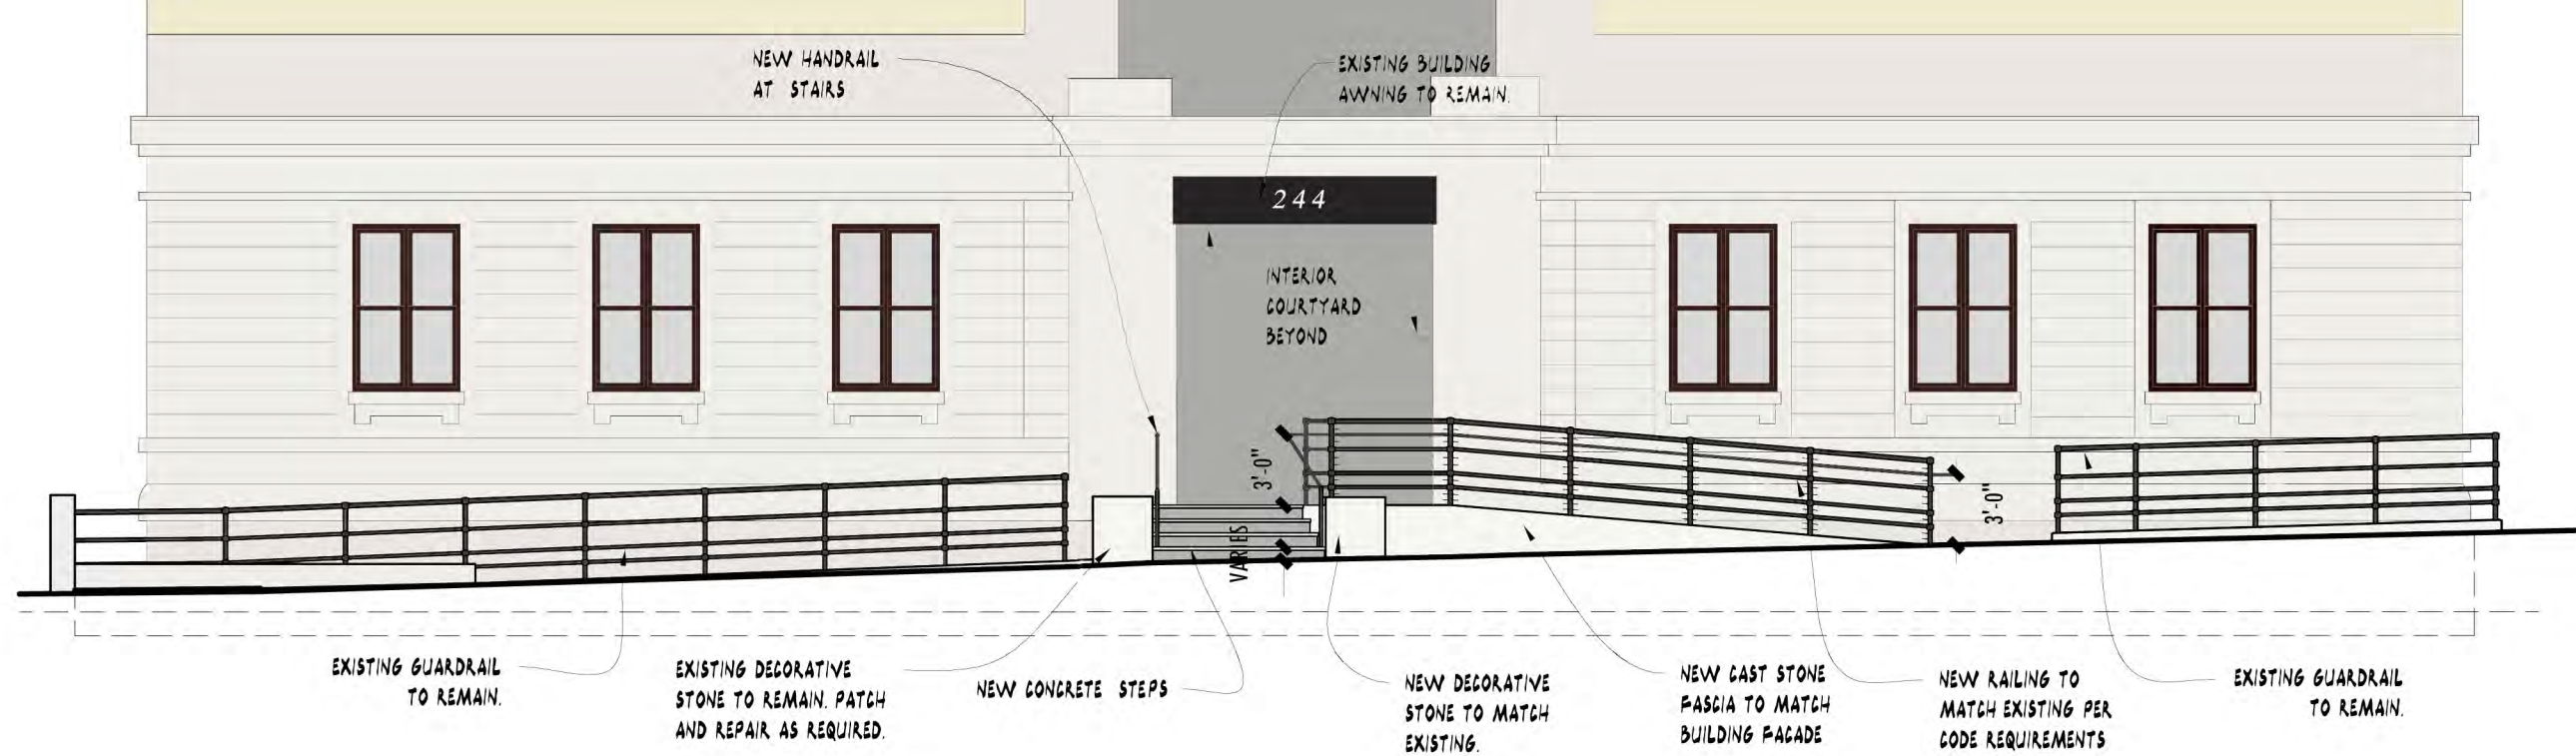 NEW HANDRAIL
AT STAIRS
EXISTING BUILDING
AWNING TO REMAIN.
244
INTERIOR
COURTYARD
BEYOND
3'-0"
VARIES
3'-0"
EXISTING GUARDRAIL
TO REMAIN.
EXISTING DECORATIVE
STONE TO REMAIN. PATCH
AND REPAIR AS REQUIRED.
NEW CONCRETE STEPS
NEW DECORATIVE
STONE TO MATCH
EXISTING.
NEW CAST STONE
FASCIA TO MATCH
BUILDING FACADE
NEW RAILING TO
MATCH EXISTING PER
CODE REQUIREMENTS
EXISTING GUARDRAIL
TO REMAIN.